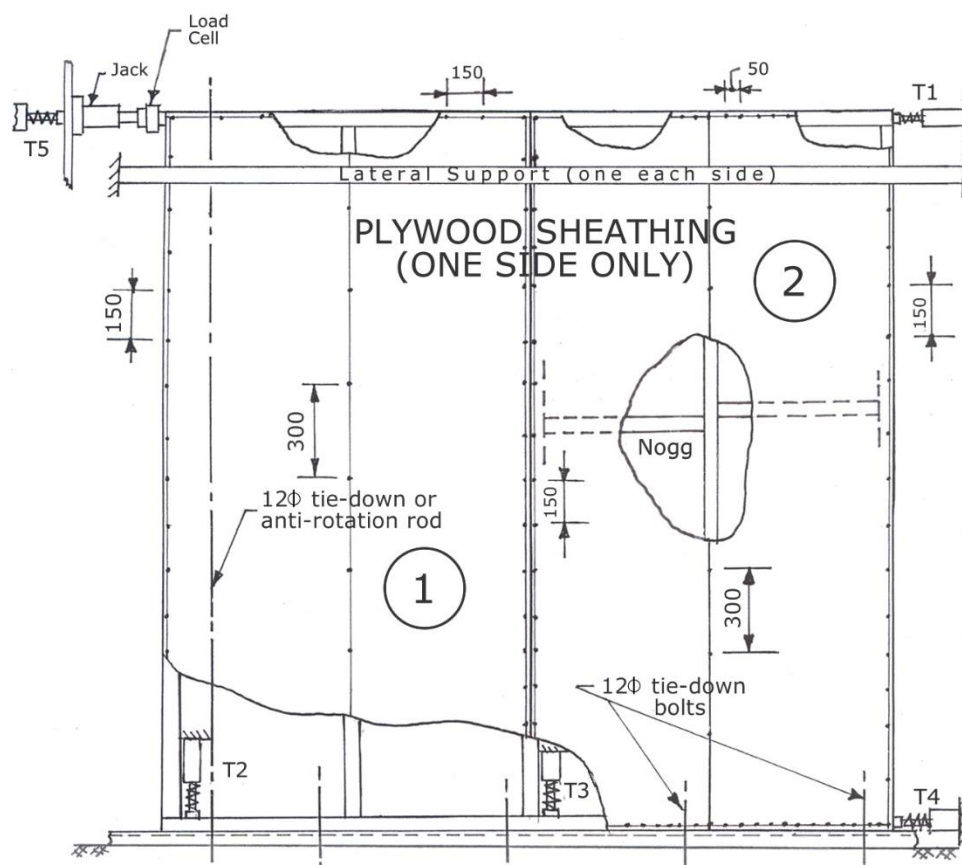 Load
Cell
Jack
150
50
T1
T5
Lateral Support (one each side)
PLYWOOD SHEATHING
(ONE SIDE ONLY)
2
150
150
300
Nogg
150
12Φ tie-down or
anti-rotation rod
1
300
12Φ tie-down
bolts
T2
T3
T4